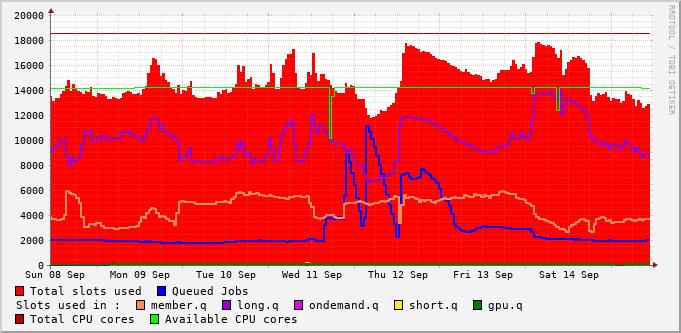 20000
18000
16000
14000
12000
10000
8000
6000
4000
2000
0
Sun 08 Sep Mon 09 Sep Tue 10 Sep Wed 11 Sep Thu 12 Sep Fri 13 Sep Sat 14 Sep
Total slots used Queued Jobs
Slots used in : member.q long.q ondemand.q short.q gpu.q
Total CPU cores Available CPU cores
RRDTOOL / TOBI OETIKER